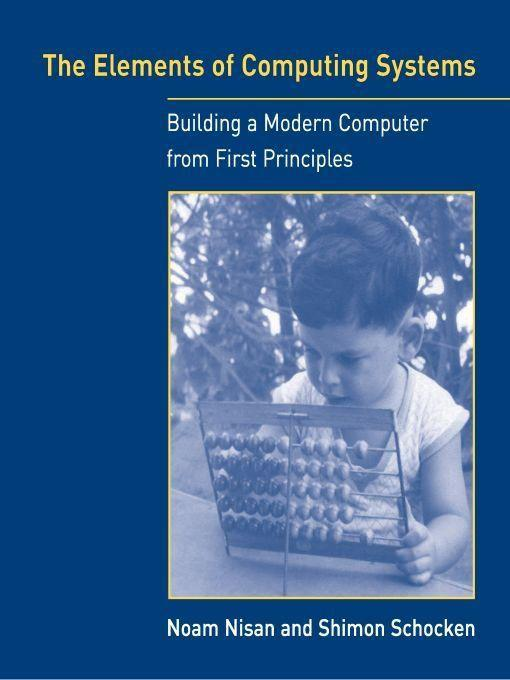 The Elements of Computing Systems
Building a Modern Computer
from First Principles
Noam Nisan and Shimon Schocken